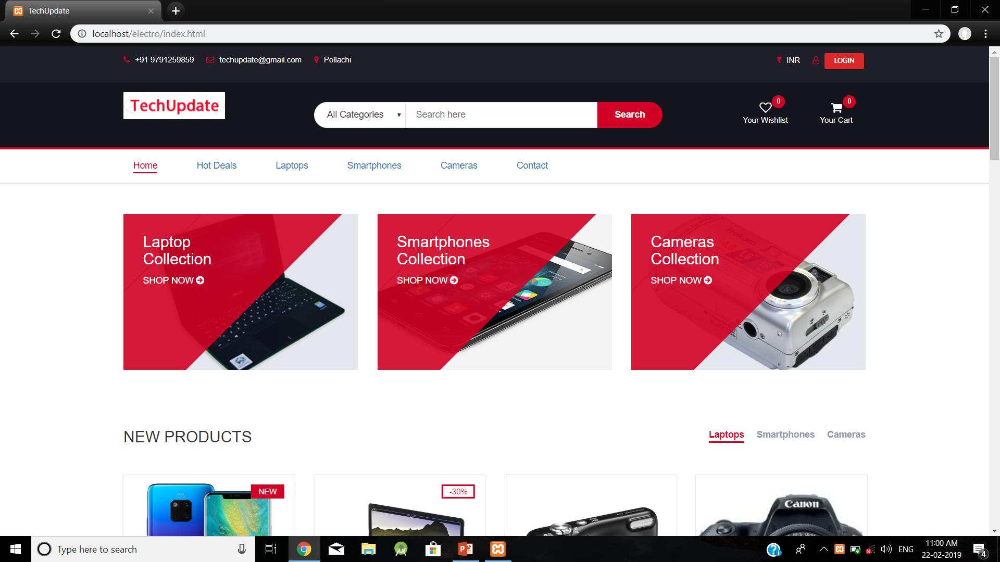 TechUpdate
localhost/electro/index.html
+91 9791259859 techupdate@gmail.com Pollachi ₹ INR LOGIN
TechUpdate
All Categories Search here Search
0 0
Your Wishlist Your Cart
Home Hot Deals Laptops Smartphones Cameras Contact
Laptop
Collection
SHOP NOW
Smartphones
Collection
SHOP NOW
Cameras
Collection
SHOP NOW
Rekam
NEW PRODUCTS
Laptops Smartphones Cameras
NEW
-30%
Canon
Type here to search
ENG
11:00 AM
22-02-2019
4